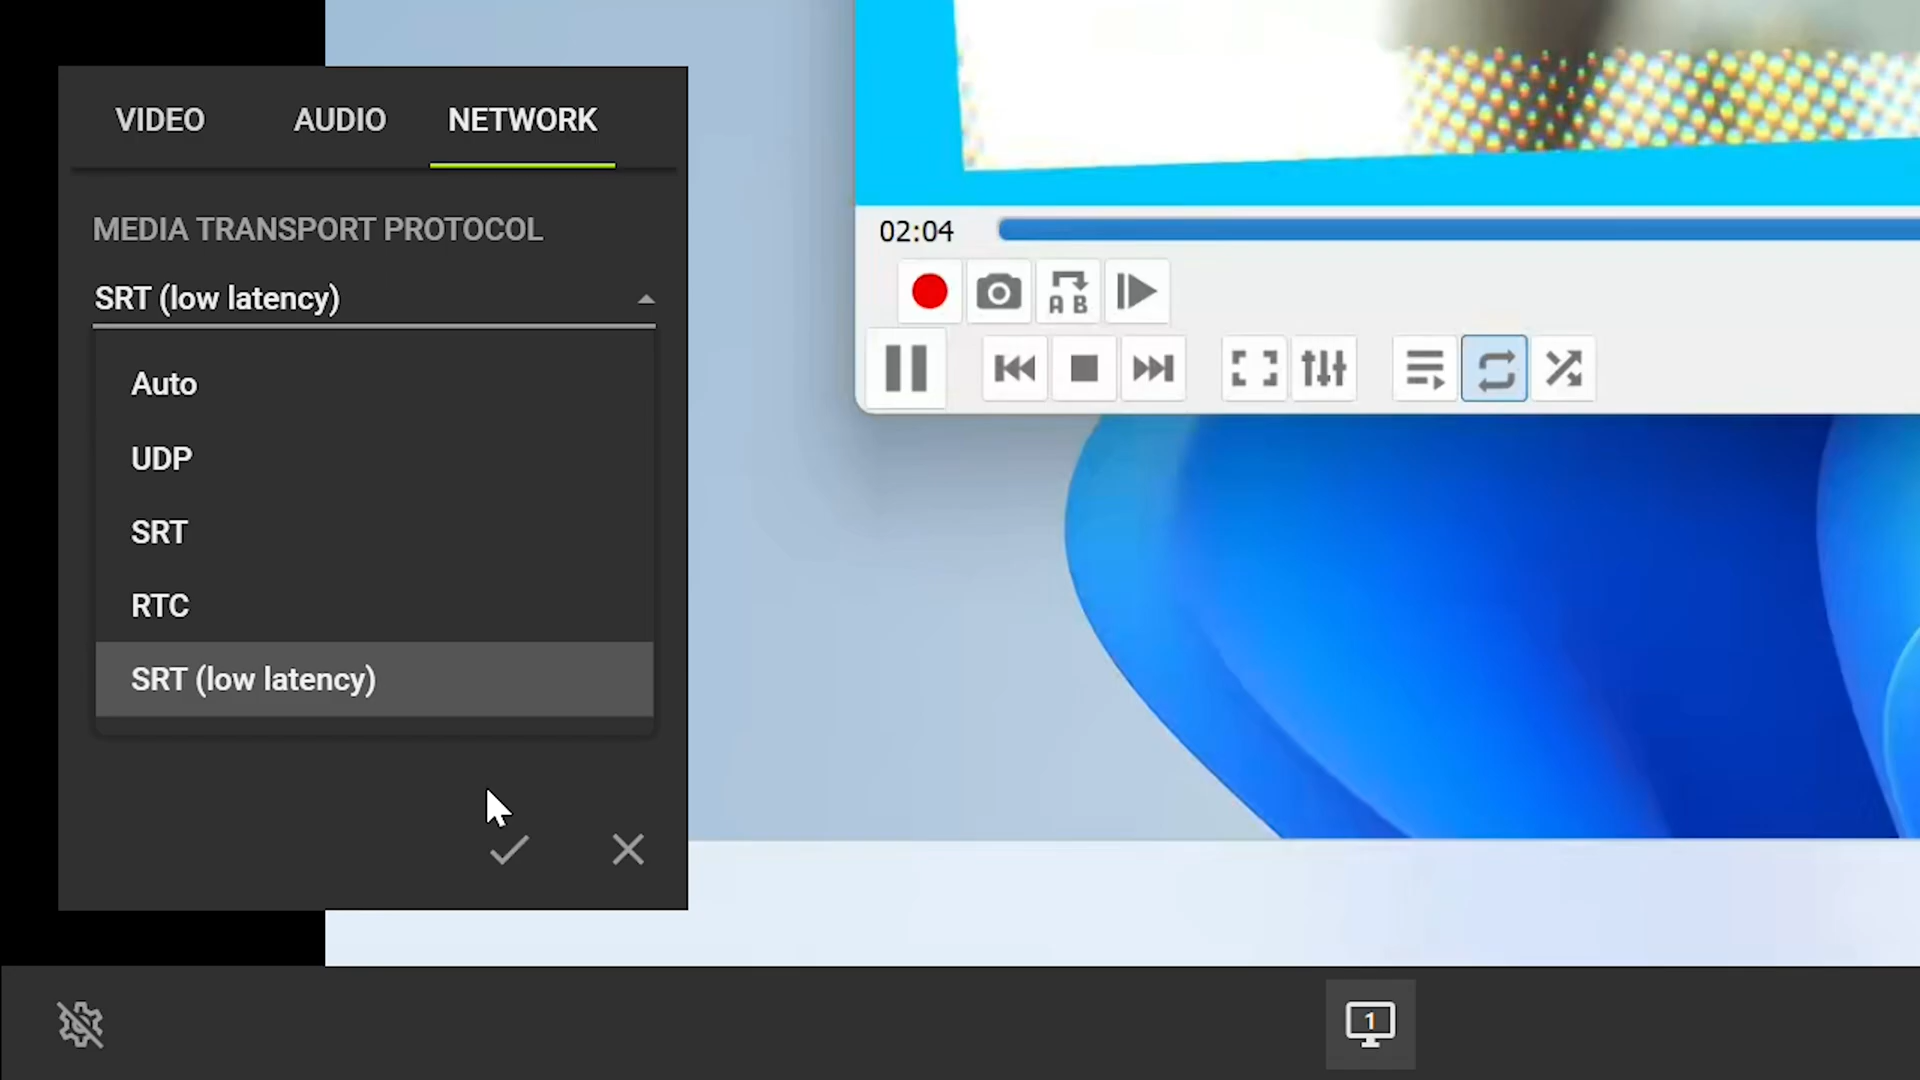 VIDEO AUDIO NETWORK
MEDIA TRANSPORT PROTOCOL
SRT (low latency)
Auto
UDP
SRT
RTC
SRT (low latency)
02:04
A B
1